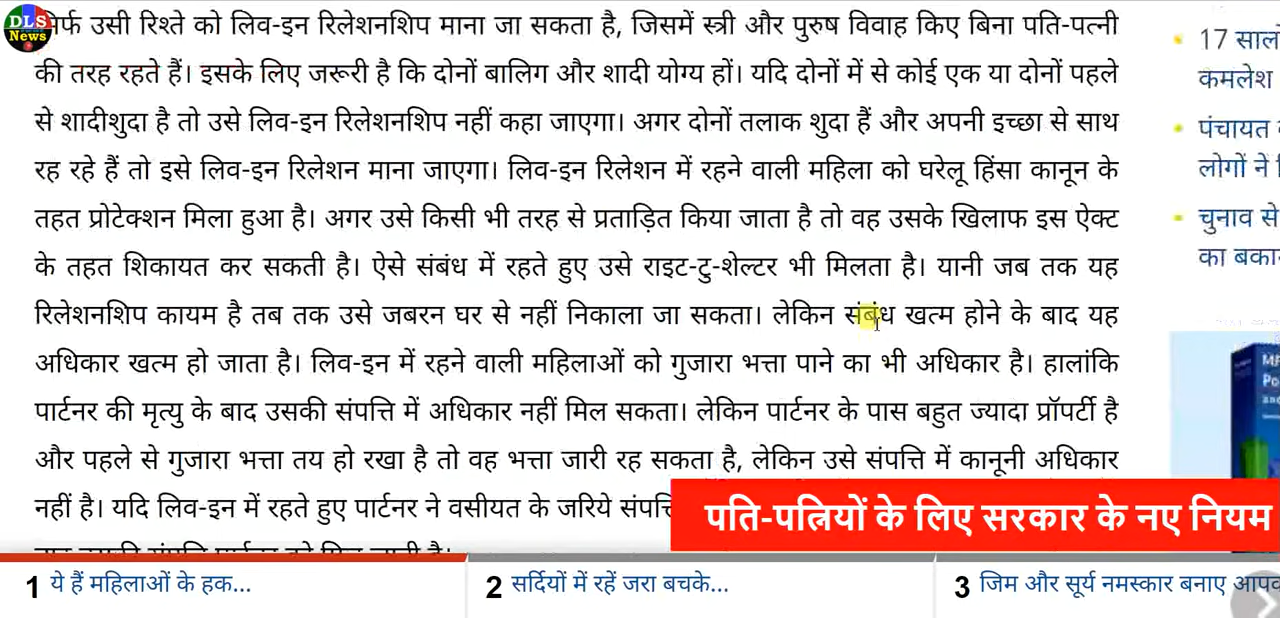 DLS
News
सिर्फ उसी रिश्ते को लिव-इन रिलेशनशिप माना जा सकता है, जिसमें स्त्री और पुरुष विवाह किए बिना पति-पत्नी
की तरह रहते हैं। इसके लिए जरूरी है कि दोनों बालिग और शादी योग्य हों। यदि दोनों में से कोई एक या दोनों पहले
से शादीशुदा है तो उसे लिव-इन रिलेशनशिप नहीं कहा जाएगा। अगर दोनों तलाक शुदा हैं और अपनी इच्छा से साथ
रह रहे हैं तो इसे लिव-इन रिलेशन माना जाएगा। लिव-इन रिलेशन में रहने वाली महिला को घरेलू हिंसा कानून के
तहत प्रोटेक्शन मिला हुआ है। अगर उसे किसी भी तरह से प्रताड़ित किया जाता है तो वह उसके खिलाफ इस ऐक्ट
के तहत शिकायत कर सकती है। ऐसे संबंध में रहते हुए उसे राइट-टु-शेल्टर भी मिलता है। यानी जब तक यह
रिलेशनशिप कायम है तब तक उसे जबरन घर से नहीं निकाला जा सकता। लेकिन संबंध खत्म होने के बाद यह
अधिकार खत्म हो जाता है। लिव-इन में रहने वाली महिलाओं को गुजारा भत्ता पाने का भी अधिकार है। हालांकि
पार्टनर की मृत्यु के बाद उसकी संपत्ति में अधिकार नहीं मिल सकता। लेकिन पार्टनर के पास बहुत ज्यादा प्रॉपर्टी है
और पहले से गुजारा भत्ता तय हो रखा है तो वह भत्ता जारी रह सकता है, लेकिन उसे संपत्ति में कानूनी अधिकार
नहीं है। यदि लिव-इन में रहते हुए पार्टनर ने वसीयत के जरिये
17
कमलेश
पंचायत
लोगों ने
चुनाव से
का
पति-पत्नियों के लिए सरकार के नए नियम
1 ये हैं महिलाओं के हक...
2 सर्दियों में रहें जरा बचके...
3 जिम और सूर्य नमस्कार बनाए